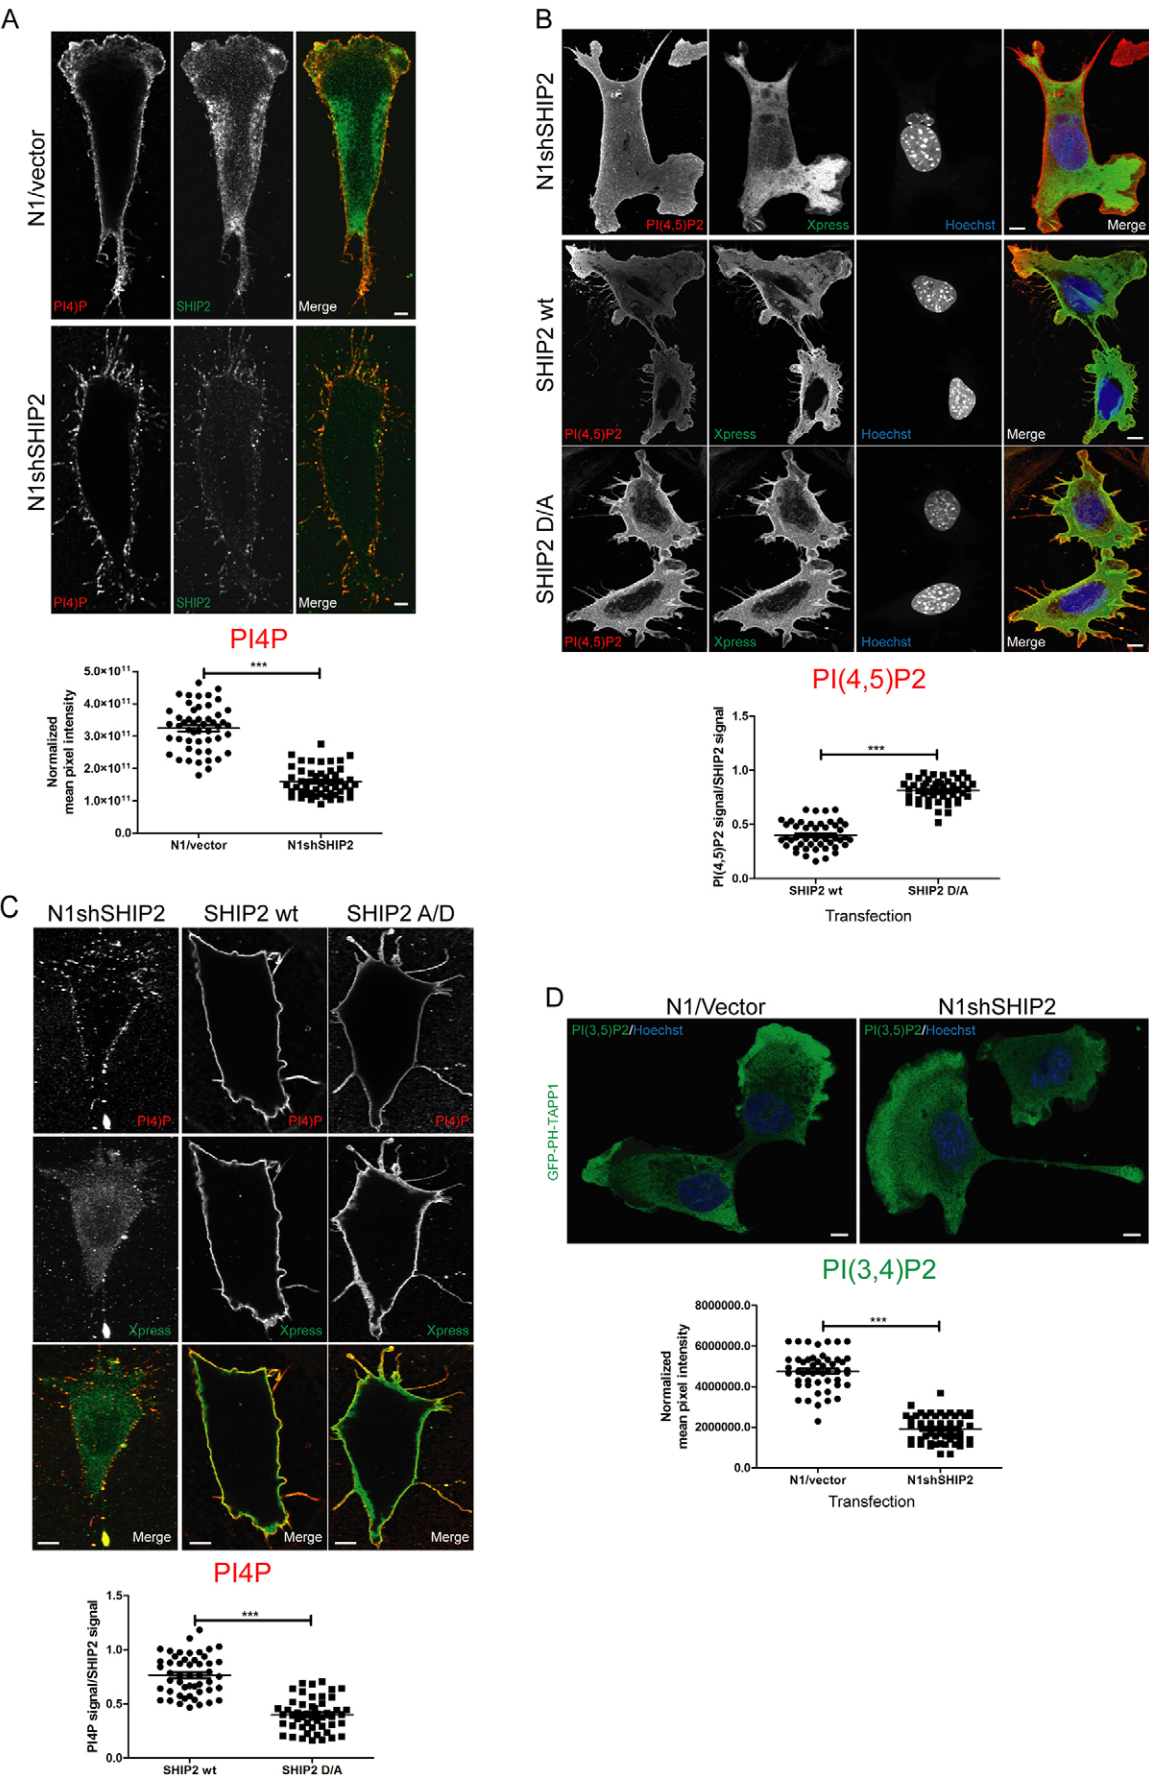 A
N1/vector
PI4)P
SHIP2
Merge
N1shSHIP2
PI4)P
SHIP2
Merge
PI4P
***
Normalized
mean pixel intensity
5.0×10¹¹
4.0×10¹¹
3.0×10¹¹
2.0×10¹¹
1.0×10¹¹
0.0
N1/vector
N1shSHIP2
B
N1shSHIP2
PI(4,5)P2
Xpress
Hoechst
Merge
SHIP2 wt
PI(4,5)P2
Xpress
Hoechst
Merge
SHIP2 D/A
PI(4,5)P2
Xpress
Hoechst
Merge
PI(4,5)P2
***
PI(4,5)P2 signal/SHIP2 signal
1.5
1.0
0.5
0.0
SHIP2 wt
SHIP2 D/A
Transfection
C
N1shSHIP2
SHIP2 wt
SHIP2 A/D
PI4)P
PI4)P
PI4)P
Xpress
Xpress
Xpress
Merge
Merge
Merge
PI4P
***
PI4P signal/SHIP2 signal
1.5
1.0
0.5
0.0
SHIP2 wt
SHIP2 D/A
D
N1/Vector
N1shSHIP2
GFP-PH-TAPP1
PI(3,5)P2/Hoechst
PI(3,5)P2/Hoechst
PI(3,4)P2
***
Normalized
mean pixel intensity
8000000.0
6000000.0
4000000.0
2000000.0
0.0
N1/vector
N1shSHIP2
Transfection